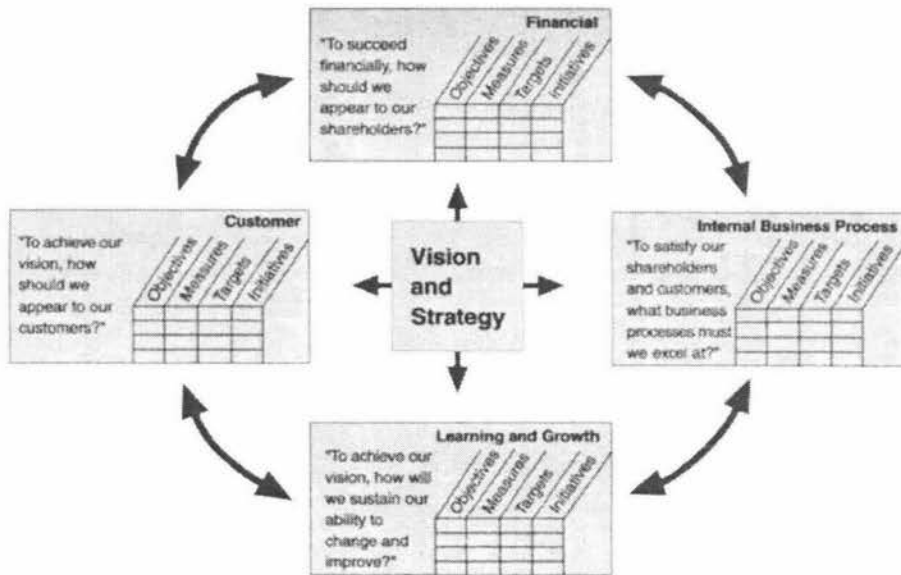 Financial
"To succeed
financially, how
should we
appear to our
shareholders?"
Objectives
Measures
Targets
Initiatives
Customer
"To achieve our
vision, how
should we
appear to our
customers?"
Objectives
Measures
Targets
Initiatives
Vision
and
Strategy
Internal Business Process
"To satisfy our
shareholders
and customers,
what business
processes must
we excel at?"
Objectives
Measures
Targets
Initiatives
Learning and Growth
"To achieve our
vision, how will
we sustain our
ability to
change and
improve?"
Objectives
Measures
Targets
Initiatives